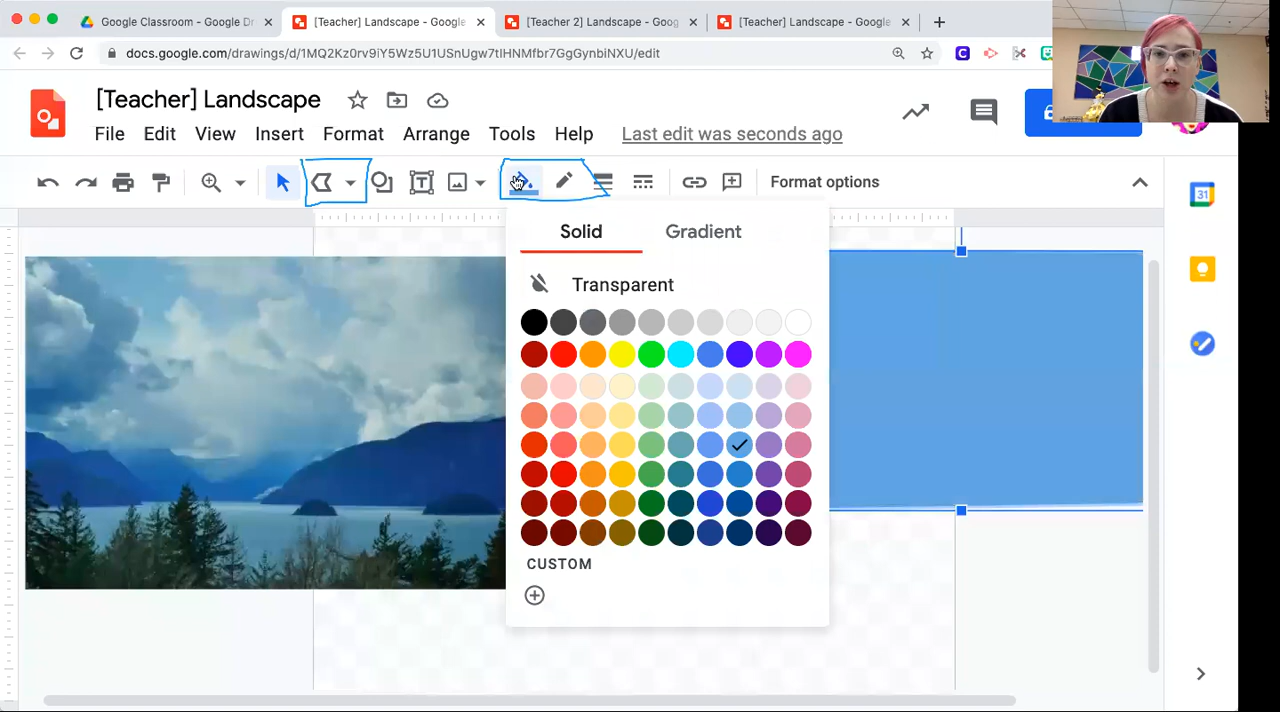 Google Classroom - Google Dr
[Teacher] Landscape - Google
[Teacher 2] Landscape - Goog
[Teacher] Landscape - Google
docs.google.com/drawings/d/1MQ2Kz0rv9iY5Wz5U1USnUgw7tIHNMfbr7GgGynbiNXU/edit
[Teacher] Landscape
File Edit View Insert Format Arrange Tools Help Last edit was seconds ago
Format options
31
Solid Gradient
Transparent
CUSTOM